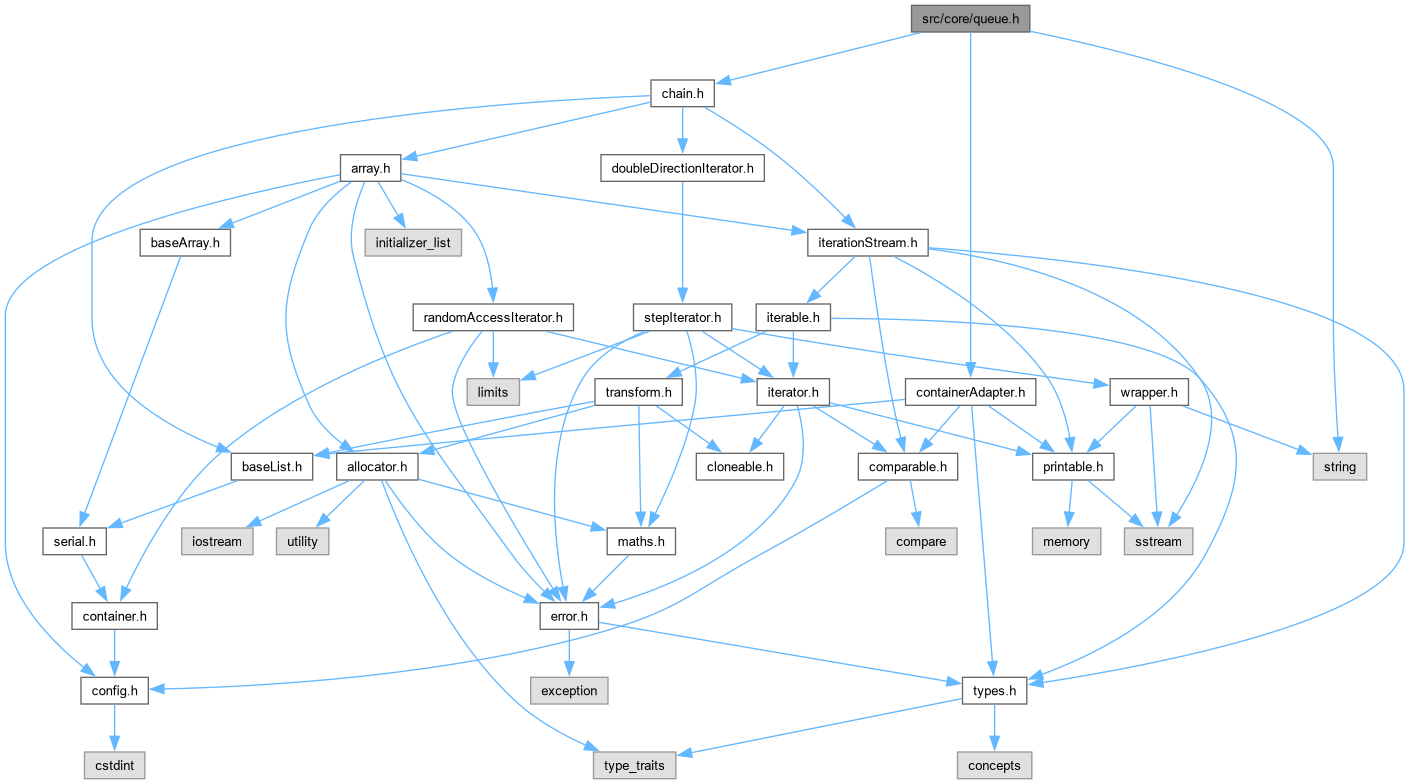 src/core/queue.h
chain.h
array.h
doubleDirectionIterator.h
baseArray.h
initializer_list
iterationStream.h
randomAccessIterator.h
stepIterator.h
iterable.h
limits
transform.h
iterator.h
containerAdapter.h
wrapper.h
baseList.h
allocator.h
cloneable.h
comparable.h
printable.h
string
serial.h
iostream
utility
maths.h
compare
memory
sstream
container.h
error.h
config.h
exception
types.h
cstdint
type_traits
concepts